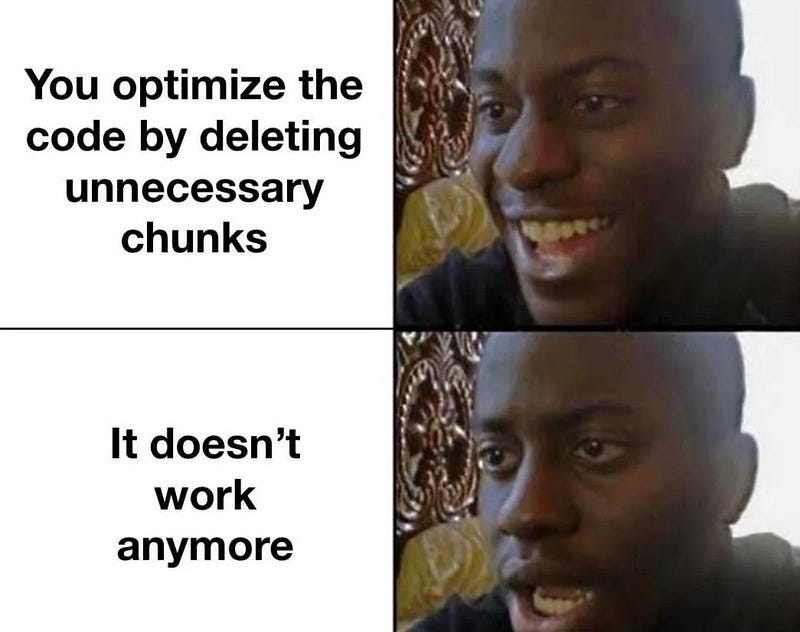 You optimize the
code by deleting
unnecessary
chunks
It doesn’t
work
anymore